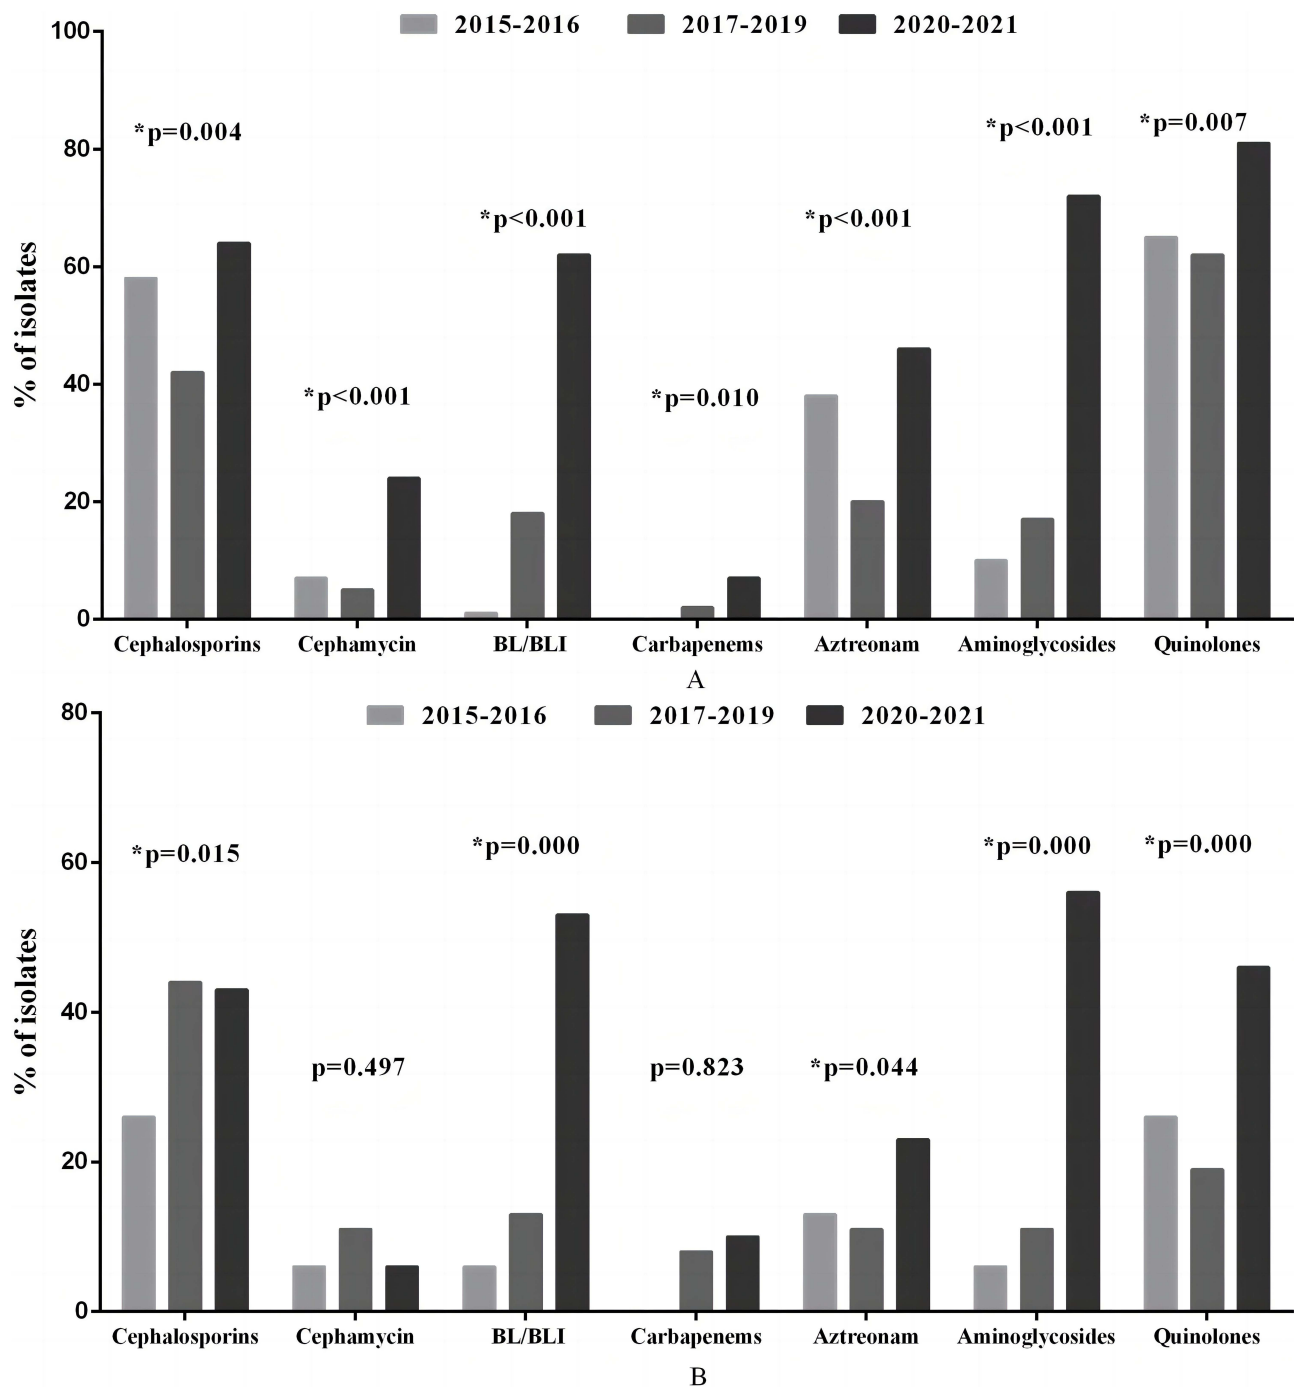 2015-2016 2017-2019 2020-2021
100
80
60
40
20
0
% of isolates
*p=0.004
*p<0.001
*p<0.001
*p=0.010
*p<0.001
*p<0.001
*p=0.007
Cephalosporins Cephamycin BL/BLI Carbapenems Aztreonam Aminoglycosides Quinolones
A
2015-2016 2017-2019 2020-2021
80
60
40
20
0
% of isolates
*p=0.015
p=0.497
*p=0.000
p=0.823
*p=0.044
*p=0.000
*p=0.000
Cephalosporins Cephamycin BL/BLI Carbapenems Aztreonam Aminoglycosides Quinolones
B